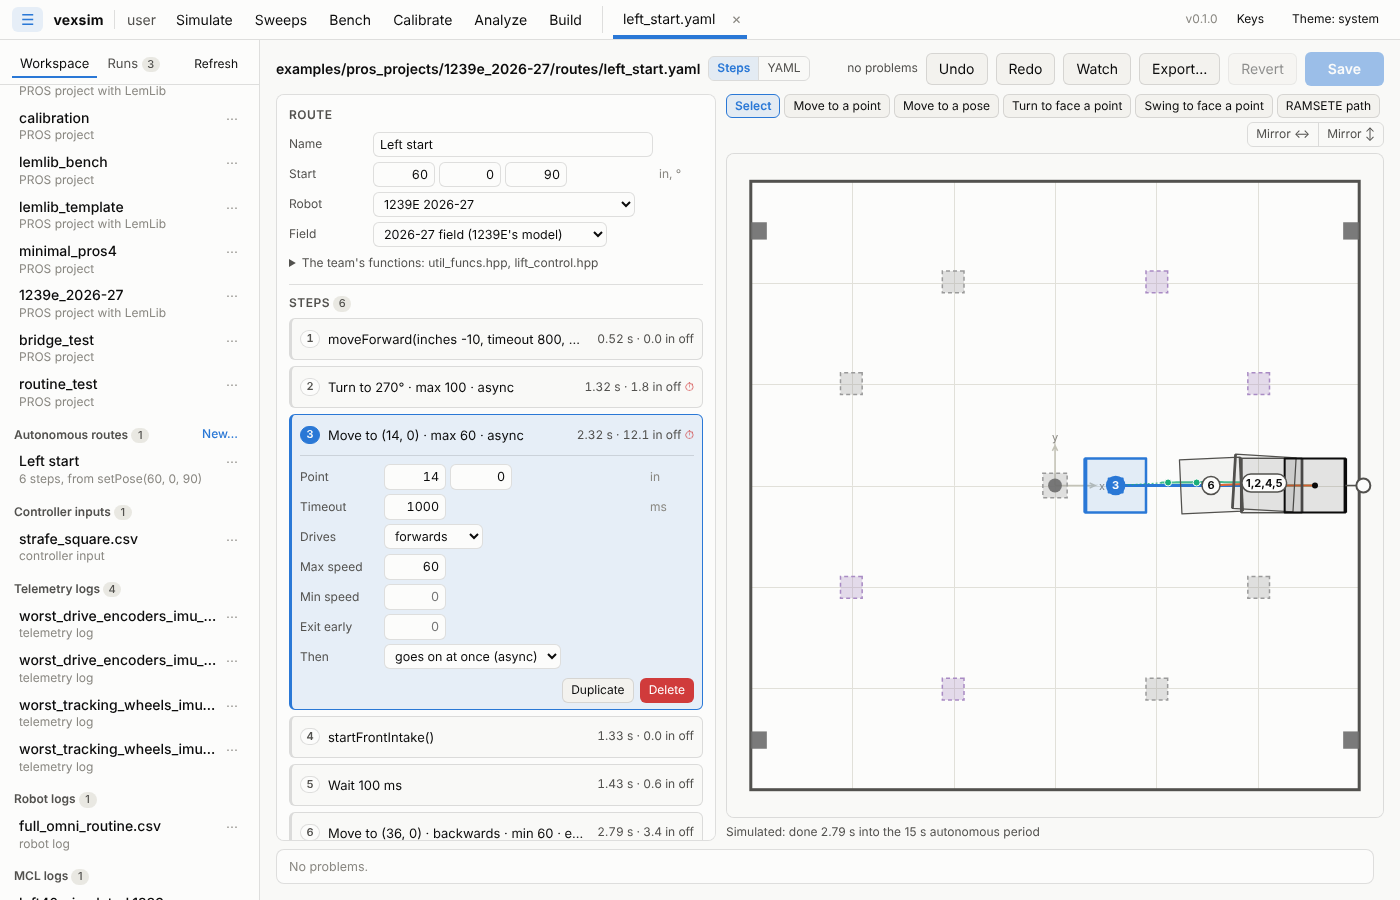 ☰ vexsim user Simulate Sweeps Bench Calibrate Analyze Build left_start.yaml × v0.1.0 Keys Theme: system
Workspace Runs 3 Refresh
PROS project with LemLib
calibration ...
PROS project
lemlib_bench ...
PROS project
lemlib_template ...
PROS project with LemLib
minimal_pros4 ...
PROS project
1239e_2026-27 ...
PROS project with LemLib
bridge_test ...
PROS project
routine_test ...
PROS project
Autonomous routes 1 New...
Left start ...
6 steps, from setPose(60, 0, 90)
Controller inputs 1
strafe_square.csv ...
controller input
Telemetry logs 4
worst_drive_encoders_imu_... ...
telemetry log
worst_drive_encoders_imu_... ...
telemetry log
worst_tracking_wheels_imu... ...
telemetry log
worst_tracking_wheels_imu... ...
telemetry log
Robot logs 1
full_omni_routine.csv ...
robot log
MCL logs 1
examples/pros_projects/1239e_2026-27/routes/left_start.yaml Steps YAML no problems Undo Redo Watch Export... Revert Save
ROUTE
Name Left start
Start 60 0 90 in, °
Robot 1239E 2026-27
Field 2026-27 field (1239E's model)
▶ The team's functions: util_funcs.hpp, lift_control.hpp
STEPS 6
1 moveForward(inches -10, timeout 800, ... 0.52 s · 0.0 in off
2 Turn to 270° · max 100 · async 1.32 s · 1.8 in off ⏱
3 Move to (14, 0) · max 60 · async 2.32 s · 12.1 in off ⏱
Point 14 0 in
Timeout 1000 ms
Drives forwards
Max speed 60
Min speed 0
Exit early 0
Then goes on at once (async)
Duplicate Delete
4 startFrontIntake() 1.33 s · 0.0 in off
5 Wait 100 ms 1.43 s · 0.6 in off
6 Move to (36, 0) · backwards · min 60 · e... 2.79 s · 3.4 in off
Select Move to a point Move to a pose Turn to face a point Swing to face a point RAMSETE path
Mirror ↔ Mirror ↕
y
x 3 6 1,2,4,5
Simulated: done 2.79 s into the 15 s autonomous period
No problems.